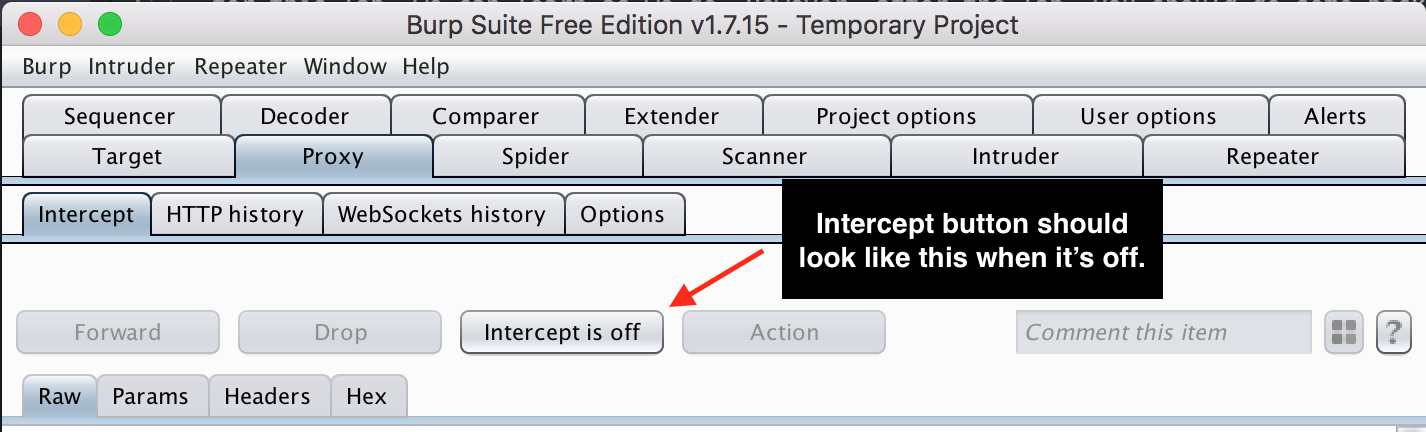 Burp Suite Free Edition v1.7.15 - Temporary Project
Burp Intruder Repeater Window Help
Sequencer Decoder Comparer Extender Project options User options Alerts
Target Proxy Spider Scanner Intruder Repeater
Intercept HTTP history WebSockets history Options
Intercept button should
look like this when it’s off.
Forward Drop Intercept is off Action Comment this item ?
Raw Params Headers Hex